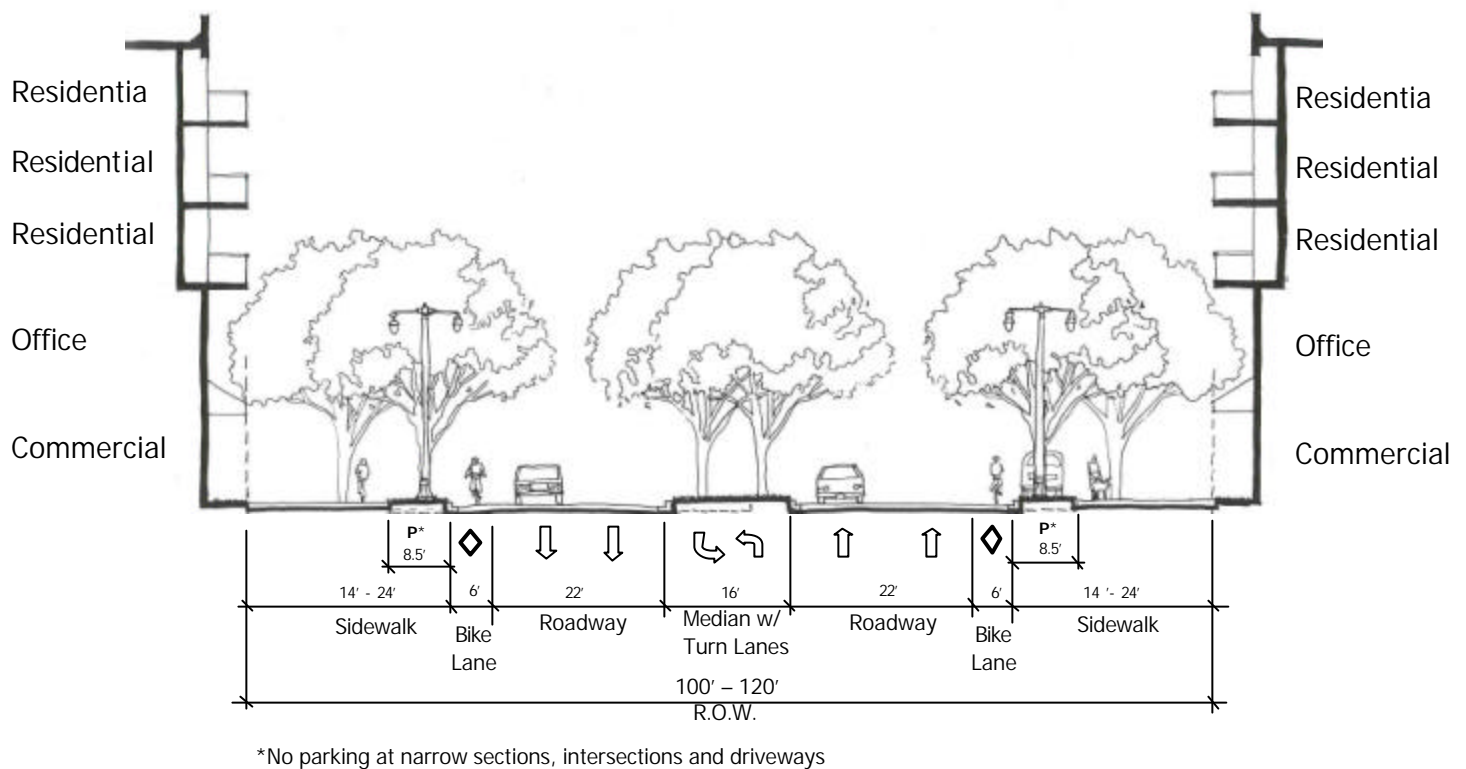 Residentia
Residential
Residential
Office
Commercial
Residentia
Residential
Residential
Office
Commercial
P*
8.5'
P*
8.5'
14' - 24'
6'
22'
16'
22'
6'
14 '- 24'
Sidewalk
Bike
Lane
Roadway
Median w/
Turn Lanes
Roadway
Bike
Lane
Sidewalk
100' – 120'
R.O.W.
*No parking at narrow sections, intersections and driveways